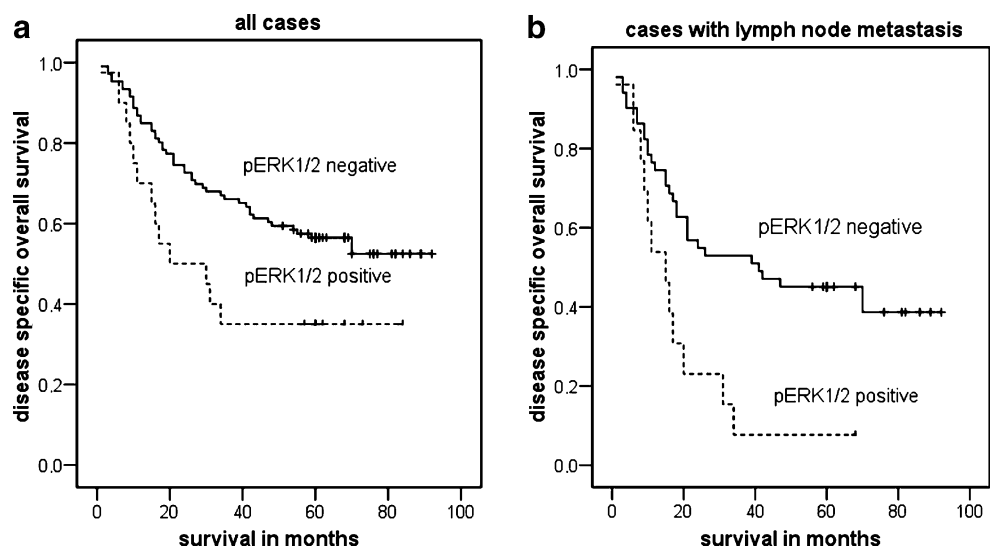 a
all cases
disease specific overall survival
1.0
0.8
0.6
0.4
0.2
0.0
pERK1/2 negative
pERK1/2 positive
0 20 40 60 80 100
survival in months
b
cases with lymph node metastasis
disease specific overall survival
1.0
0.8
0.6
0.4
0.2
0.0
pERK1/2 negative
pERK1/2 positive
0 20 40 60 80 100
survival in months